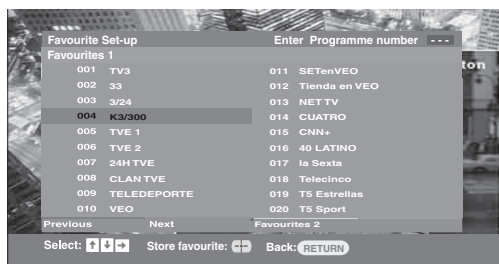 Favourite Set-up Enter Programme number ---
Favourites 1
001 TV3
002 33
003 3/24
004 K3/300
005 TVE 1
006 TVE 2
007 24H TVE
008 CLAN TVE
009 TELEDEPORTE
010 VEO
011 SETenVEO
012 Tienda en VEO
013 NET TV
014 CUATRO
015 CNN+
016 40 LATINO
017 la Sexta
018 Telecinco
019 T5 Estrellas
020 T5 Sport
Previous Next Favourites 2
Select: ↑ ↓ → Store favourite: Back: RETURN